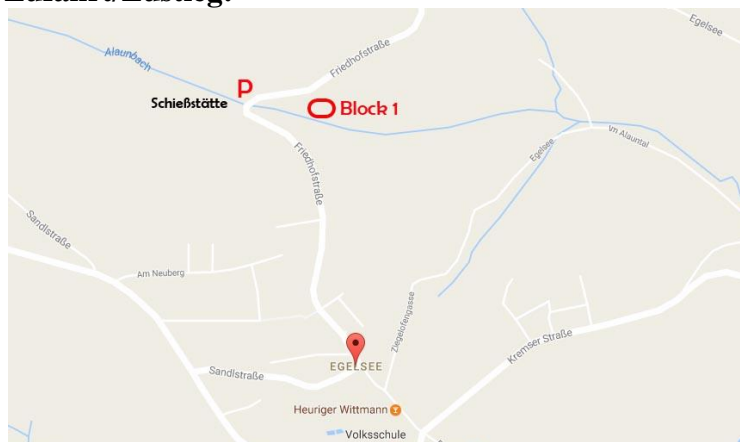 Zufahrt/Zustieg:
Egelsee
Alaunbach
Friedhofstraße
P
Schießstätte
Block 1
Vm Alauntal
Egelsee
Friedhofstraße
Sandlstraße
Am Neuberg
Ziegelofengasse
Kremser Straße
EGELSEE
Sandlstraße
Heuriger Wittmann
Volksschule